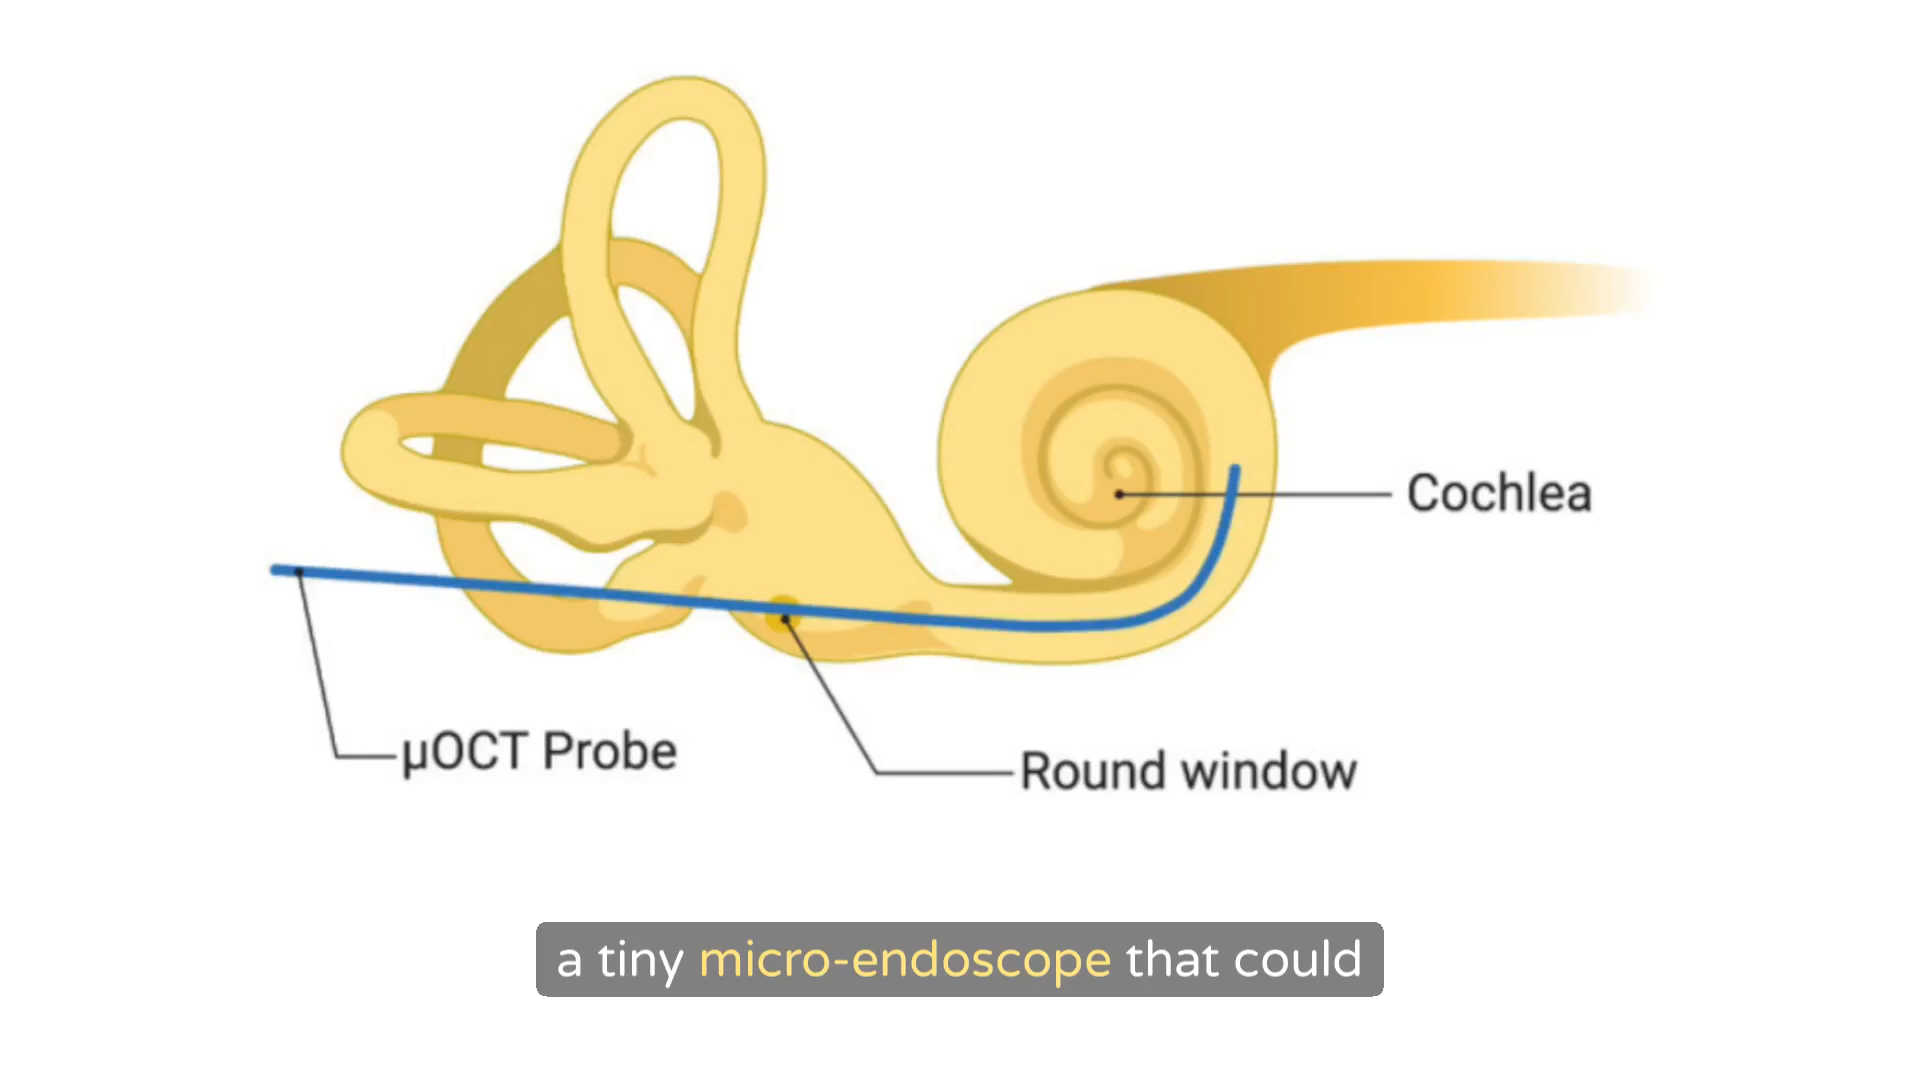 Cochlea
μOCT Probe
Round window
a tiny micro-endoscope that could